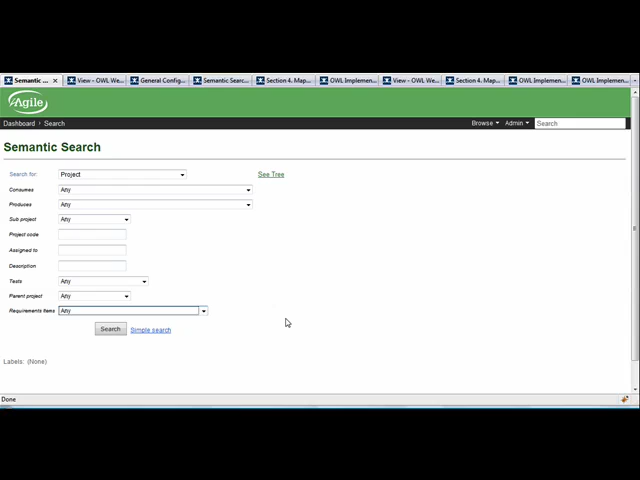 Semantic ... x View - OWL We... General Config... Semantic Searc... Section 4. Map... OWL Implemen... View - OWL We... Section 4. Map... OWL Implemen... OWL Implemen...
Agile
Dashboard › Search Browse Admin Search
Semantic Search
Search for: Project See Tree
Consumes Any
Produces Any
Sub project Any
Project code
Assigned to
Description
Tests Any
Parent project Any
Requirements Items Any
Search Simple search
Labels: (None)
Done